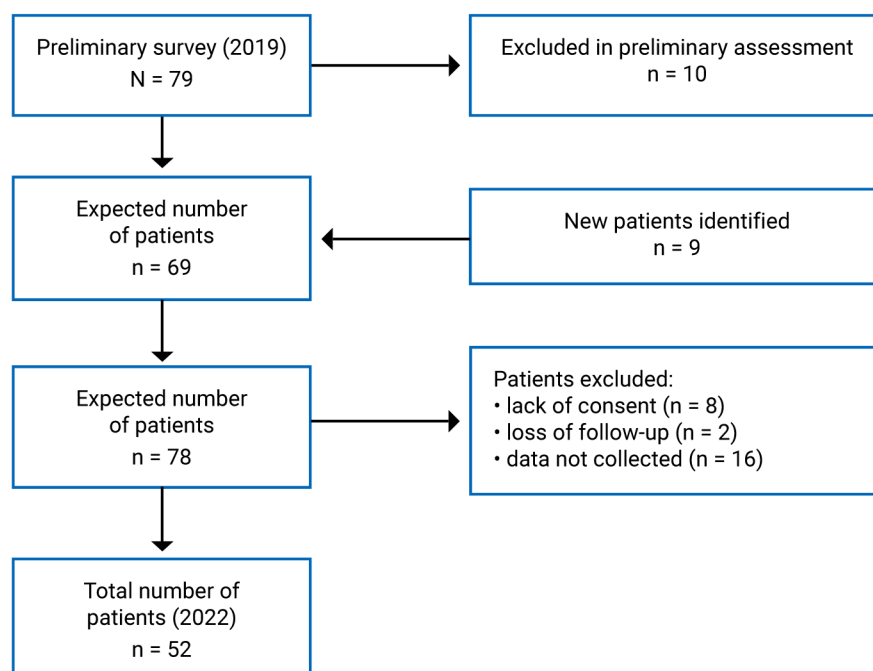 Preliminary survey (2019)
N = 79
Excluded in preliminary assessment
n = 10
Expected number
of patients
n = 69
New patients identified
n = 9
Expected number
of patients
n = 78
Patients excluded:
• lack of consent (n = 8)
• loss of follow-up (n = 2)
• data not collected (n = 16)
Total number of
patients (2022)
n = 52